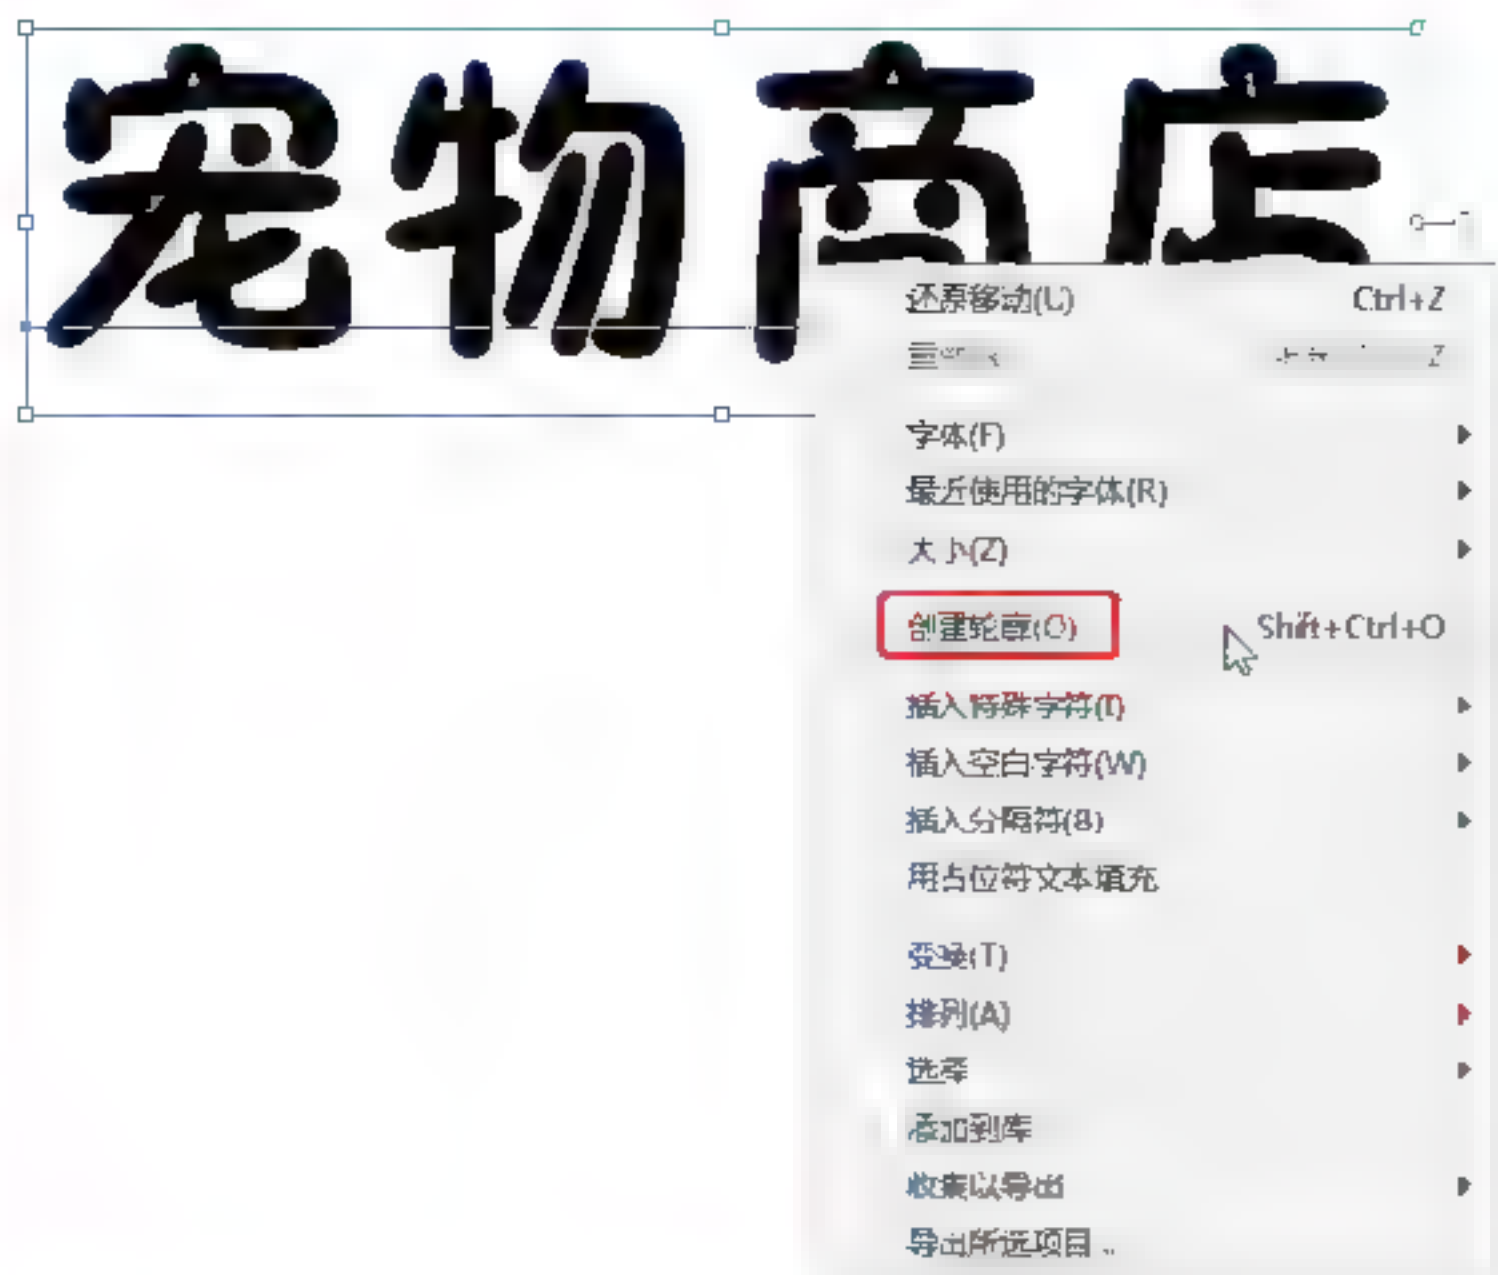 宠物商店
还原移动(U) Ctrl+Z
字体(F)
最近使用的字体(R)
大小(Z)
创建轮廓(O) Shift+Ctrl+O
插入特殊字符(I)
插入空白字符(W)
插入分隔符(B)
用占位符文本填充
变换(T)
排列(A)
选择
添加到库
收集以导出
导出所选项目...